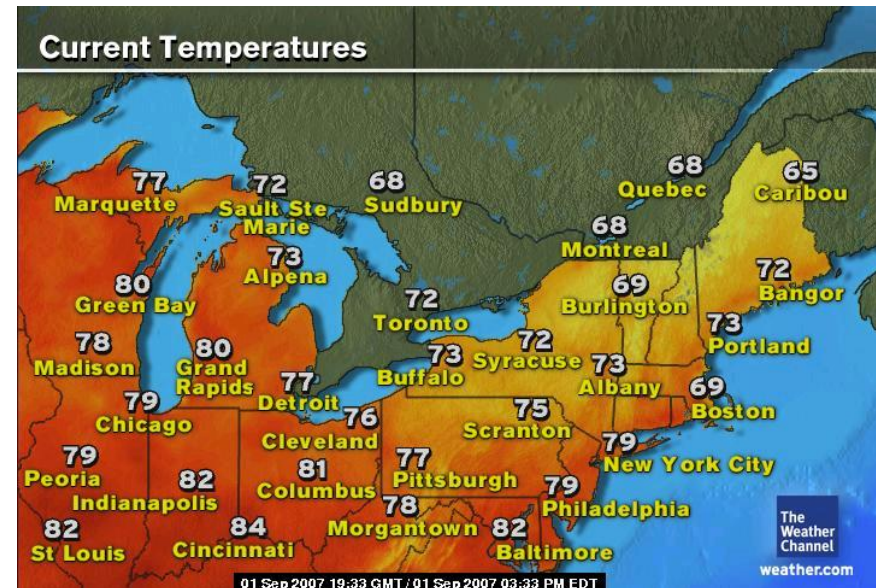 Current Temperatures
68
Quebec
65
Caribou
77
Marquette
72
Sault Ste
Marie
68
Sudbury
68
Montreal
73
Alpena
72
Bangor
80
Green Bay
72
Toronto
69
Burlington
73
Portland
78
Madison
80
Grand
Rapids
73
Buffalo
72
Syracuse
73
Albany
77
Detroit
69
Boston
79
Chicago
76
Cleveland
75
Scranton
79
New York City
79
Peoria
82
Indianapolis
81
Columbus
77
Pittsburgh
79
Philadelphia
78
Morgantown
82
St Louis
84
Cincinnati
82
Baltimore
The
Weather
Channel
weather.com
01 Sep 2007 19:33 GMT / 01 Sep 2007 03:33 PM EDT